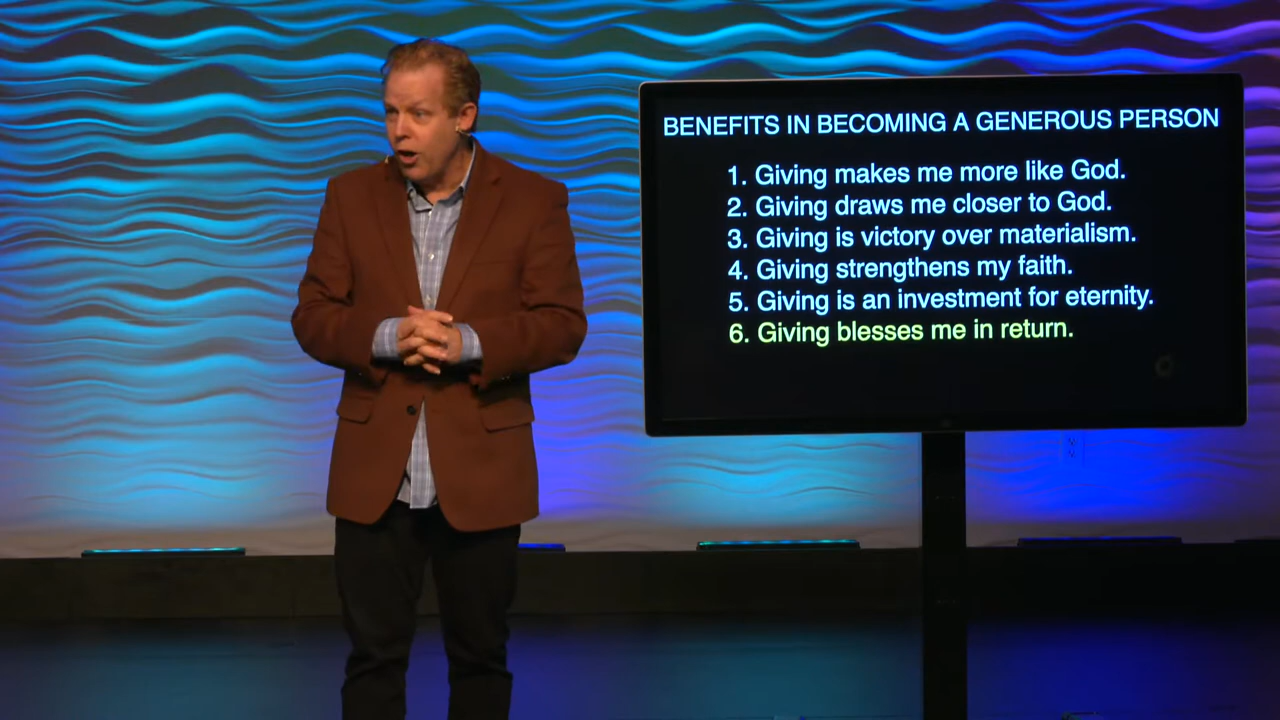 BENEFITS IN BECOMING A GENEROUS PERSON
1. Giving makes me more like God.
2. Giving draws me closer to God.
3. Giving is victory over materialism.
4. Giving strengthens my faith.
5. Giving is an investment for eternity.
6. Giving blesses me in return.